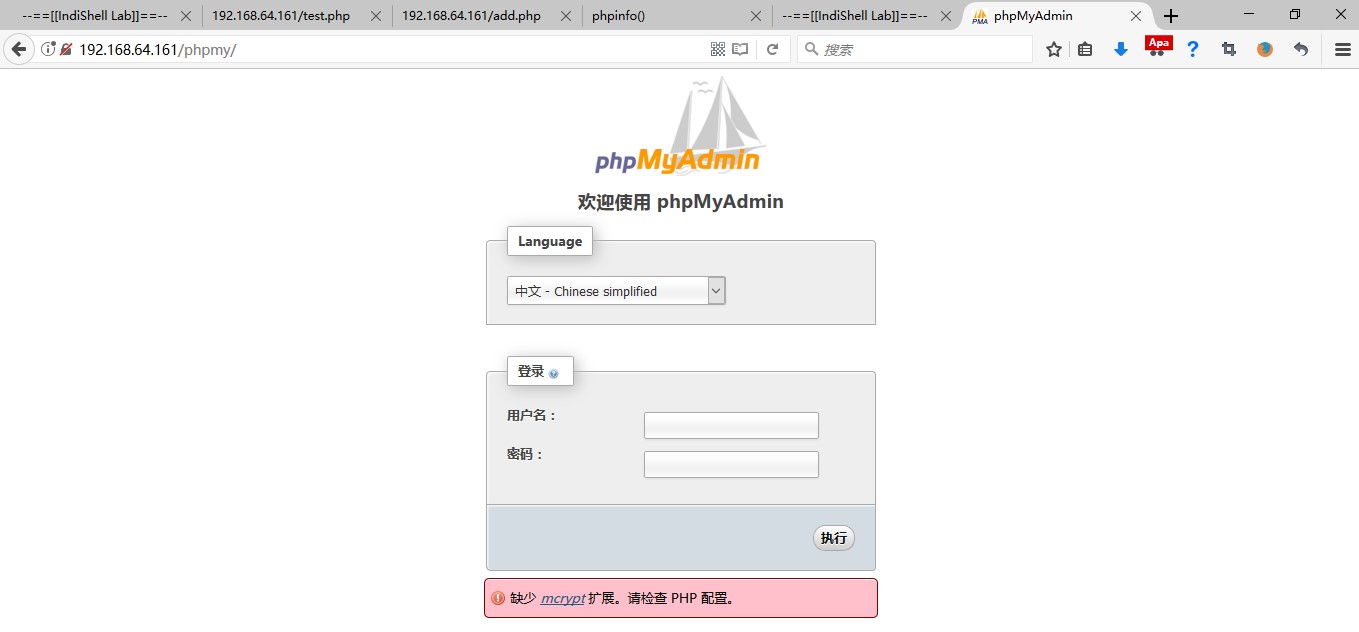 --==[[IndiShell Lab]]==--
192.168.64.161/test.php
192.168.64.161/add.php
phpinfo()
--==[[IndiShell Lab]]==--
phpMyAdmin
192.168.64.161/phpmy/
搜索
Apa
phpMyAdmin
欢迎使用 phpMyAdmin
Language
中文 - Chinese simplified
登录
用户名：
密码：
执行
缺少 mcrypt 扩展。请检查 PHP 配置。